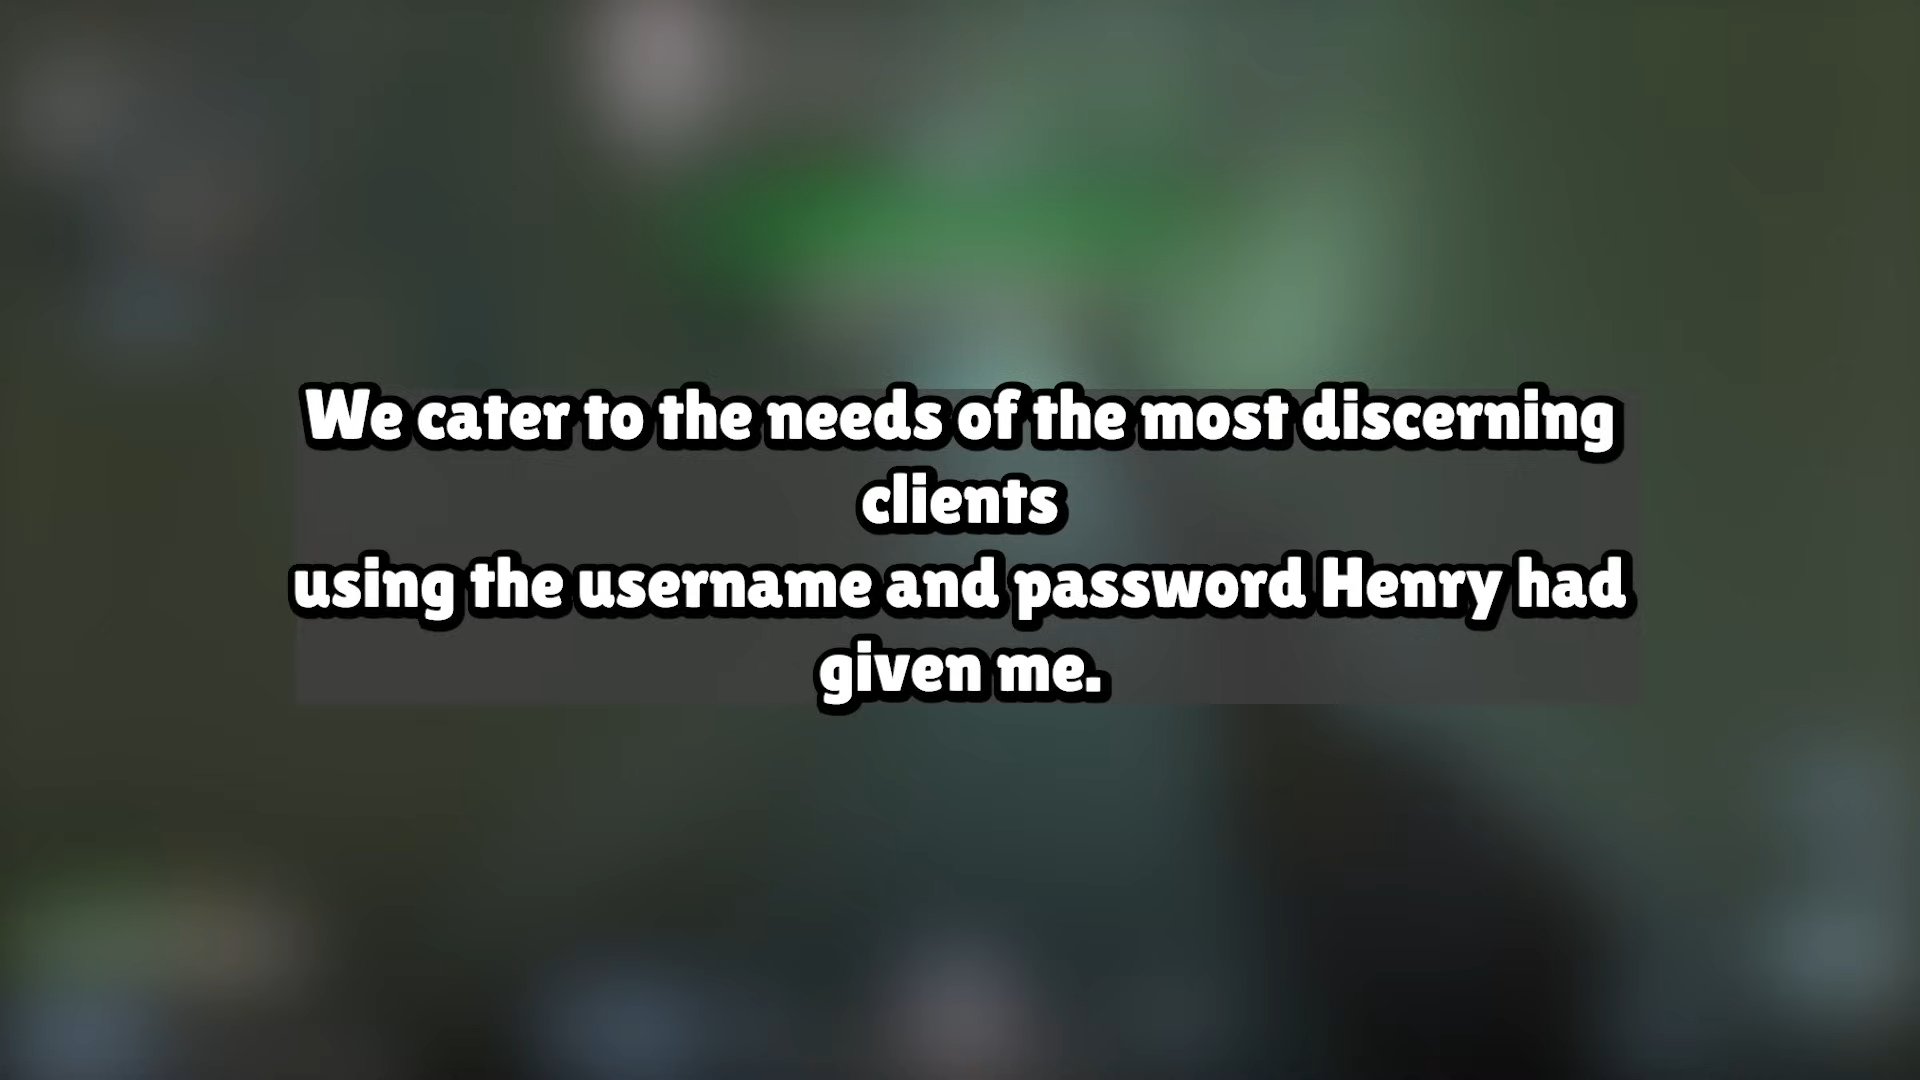 We cater to the needs of the most discerning
clients
using the username and password Henry had
given me.